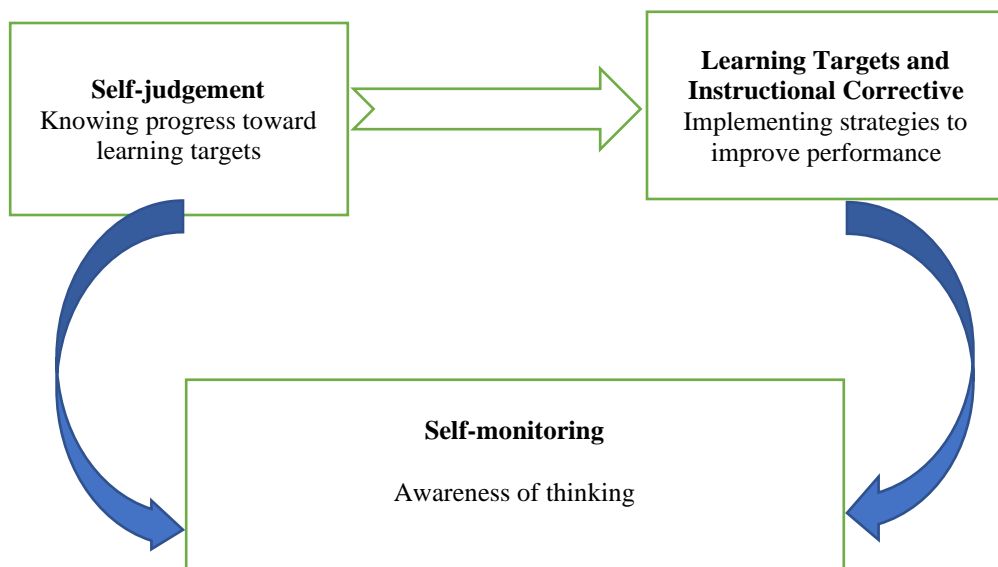 Self-judgement
Knowing progress toward
learning targets
Learning Targets and
Instructional Corrective
Implementing strategies to
improve performance
Self-monitoring
Awareness of thinking